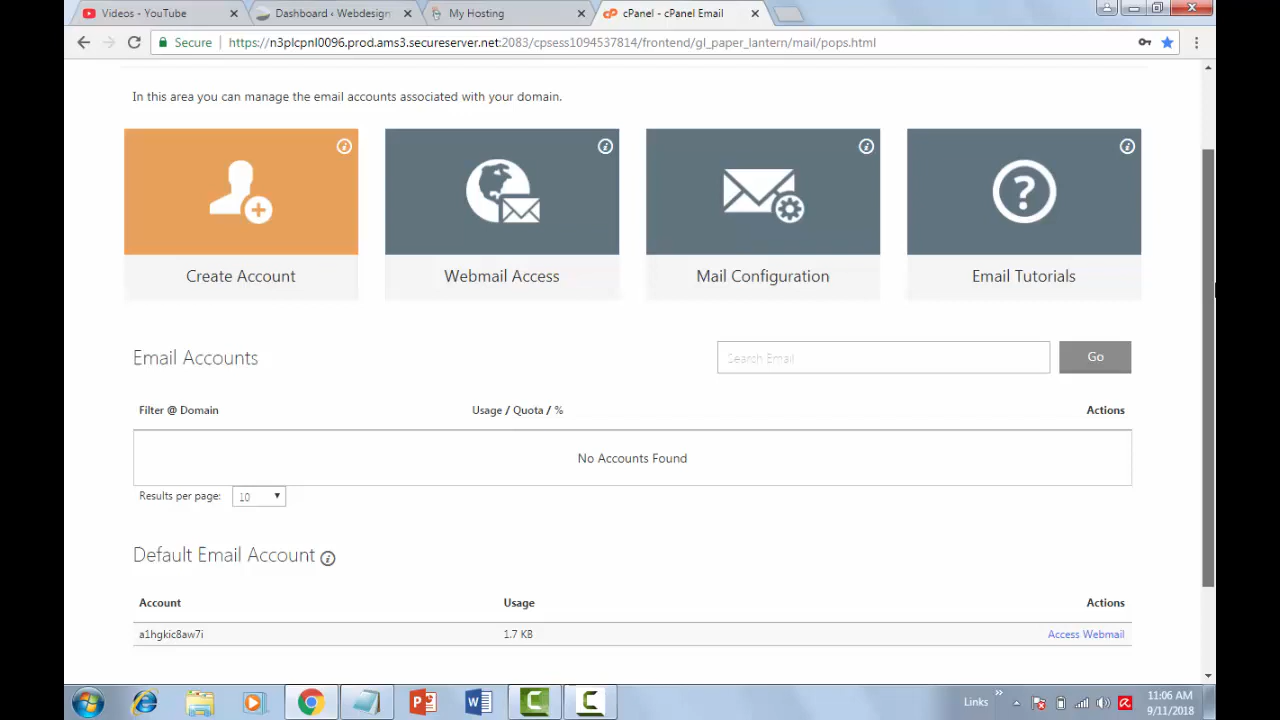 Videos - YouTube
Dashboard ‹ Webdesign
My Hosting
cPanel - cPanel Email
Secure
https://n3plcpnl0096.prod.ams3.secureserver.net:2083/cpsess1094537814/frontend/gl_paper_lantern/mail/pops.html
In this area you can manage the email accounts associated with your domain.
Create Account
Webmail Access
Mail Configuration
Email Tutorials
Email Accounts
Search Email
Go
Filter @ Domain
Usage / Quota / %
Actions
No Accounts Found
Results per page:
10
Default Email Account
Account
Usage
Actions
a1hgkic8aw7i
1.7 KB
Access Webmail
Links
11:06 AM
9/11/2018